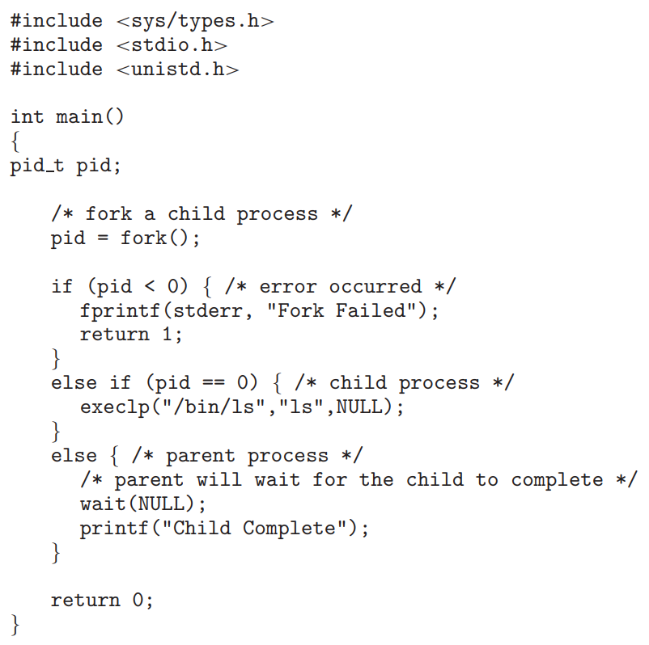 #include <sys/types.h>
#include <stdio.h>
#include <unistd.h>
int main()
{
pid_t pid;
/* fork a child process */
pid = fork();
if (pid < 0) { /* error occurred */
fprintf(stderr, "Fork Failed");
return 1;
}
else if (pid == 0) { /* child process */
execlp("/bin/ls","ls",NULL);
}
else { /* parent process */
/* parent will wait for the child to complete */
wait(NULL);
printf("Child Complete");
}
return 0;
}